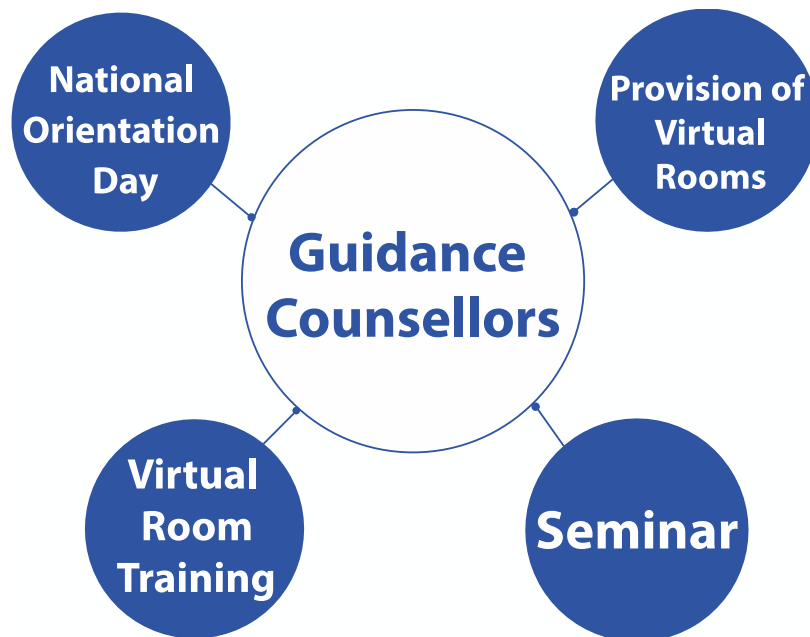 National
Orientation
Day
Provision of
Virtual
Rooms
Guidance
Counsellors
Virtual
Room
Training
Seminar